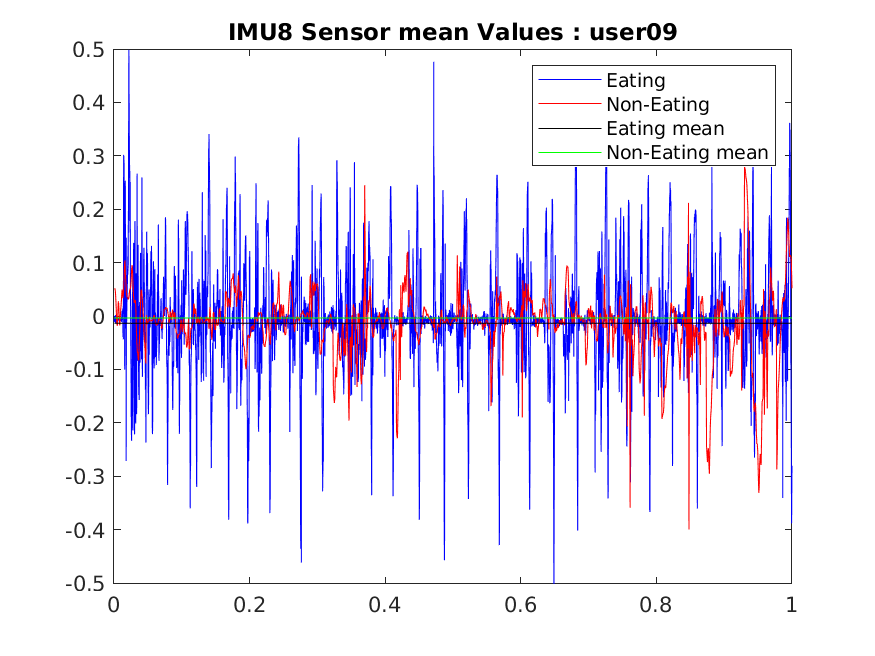 IMU8 Sensor mean Values : user09
0.5
0.4
0.3
0.2
0.1
0
-0.1
-0.2
-0.3
-0.4
-0.5
Eating
Non-Eating
Eating mean
Non-Eating mean
0 0.2 0.4 0.6 0.8 1